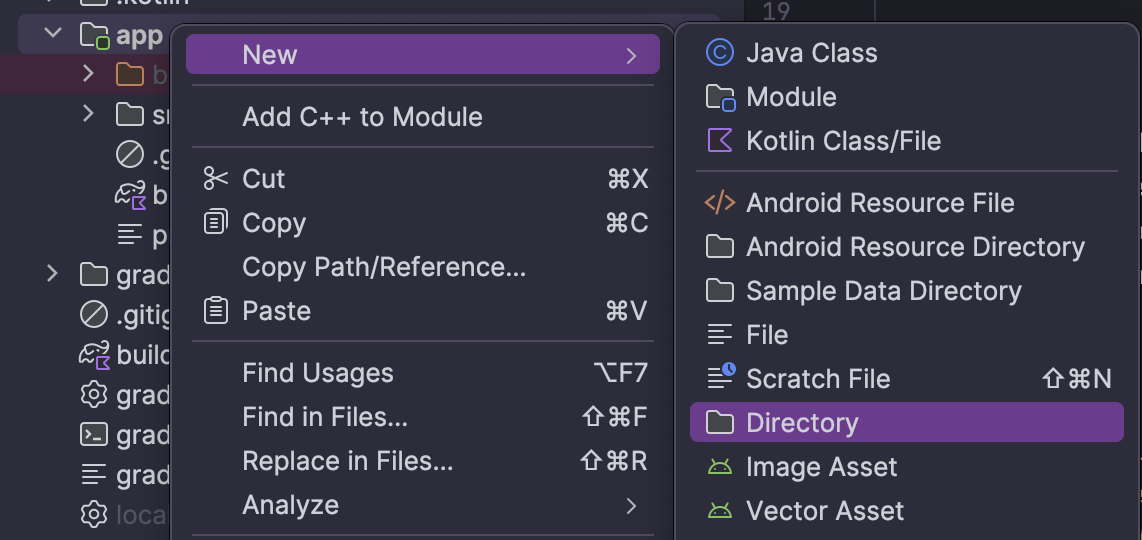 .kotlin
19
app
New
Add C++ to Module
Cut ⌘X
Copy ⌘C
Copy Path/Reference...
Paste ⌘V
Find Usages ⌥F7
Find in Files... ⇧⌘F
Replace in Files... ⇧⌘R
Analyze
Java Class
Module
Kotlin Class/File
Android Resource File
Android Resource Directory
Sample Data Directory
File
Scratch File ⇧⌘N
Directory
Image Asset
Vector Asset